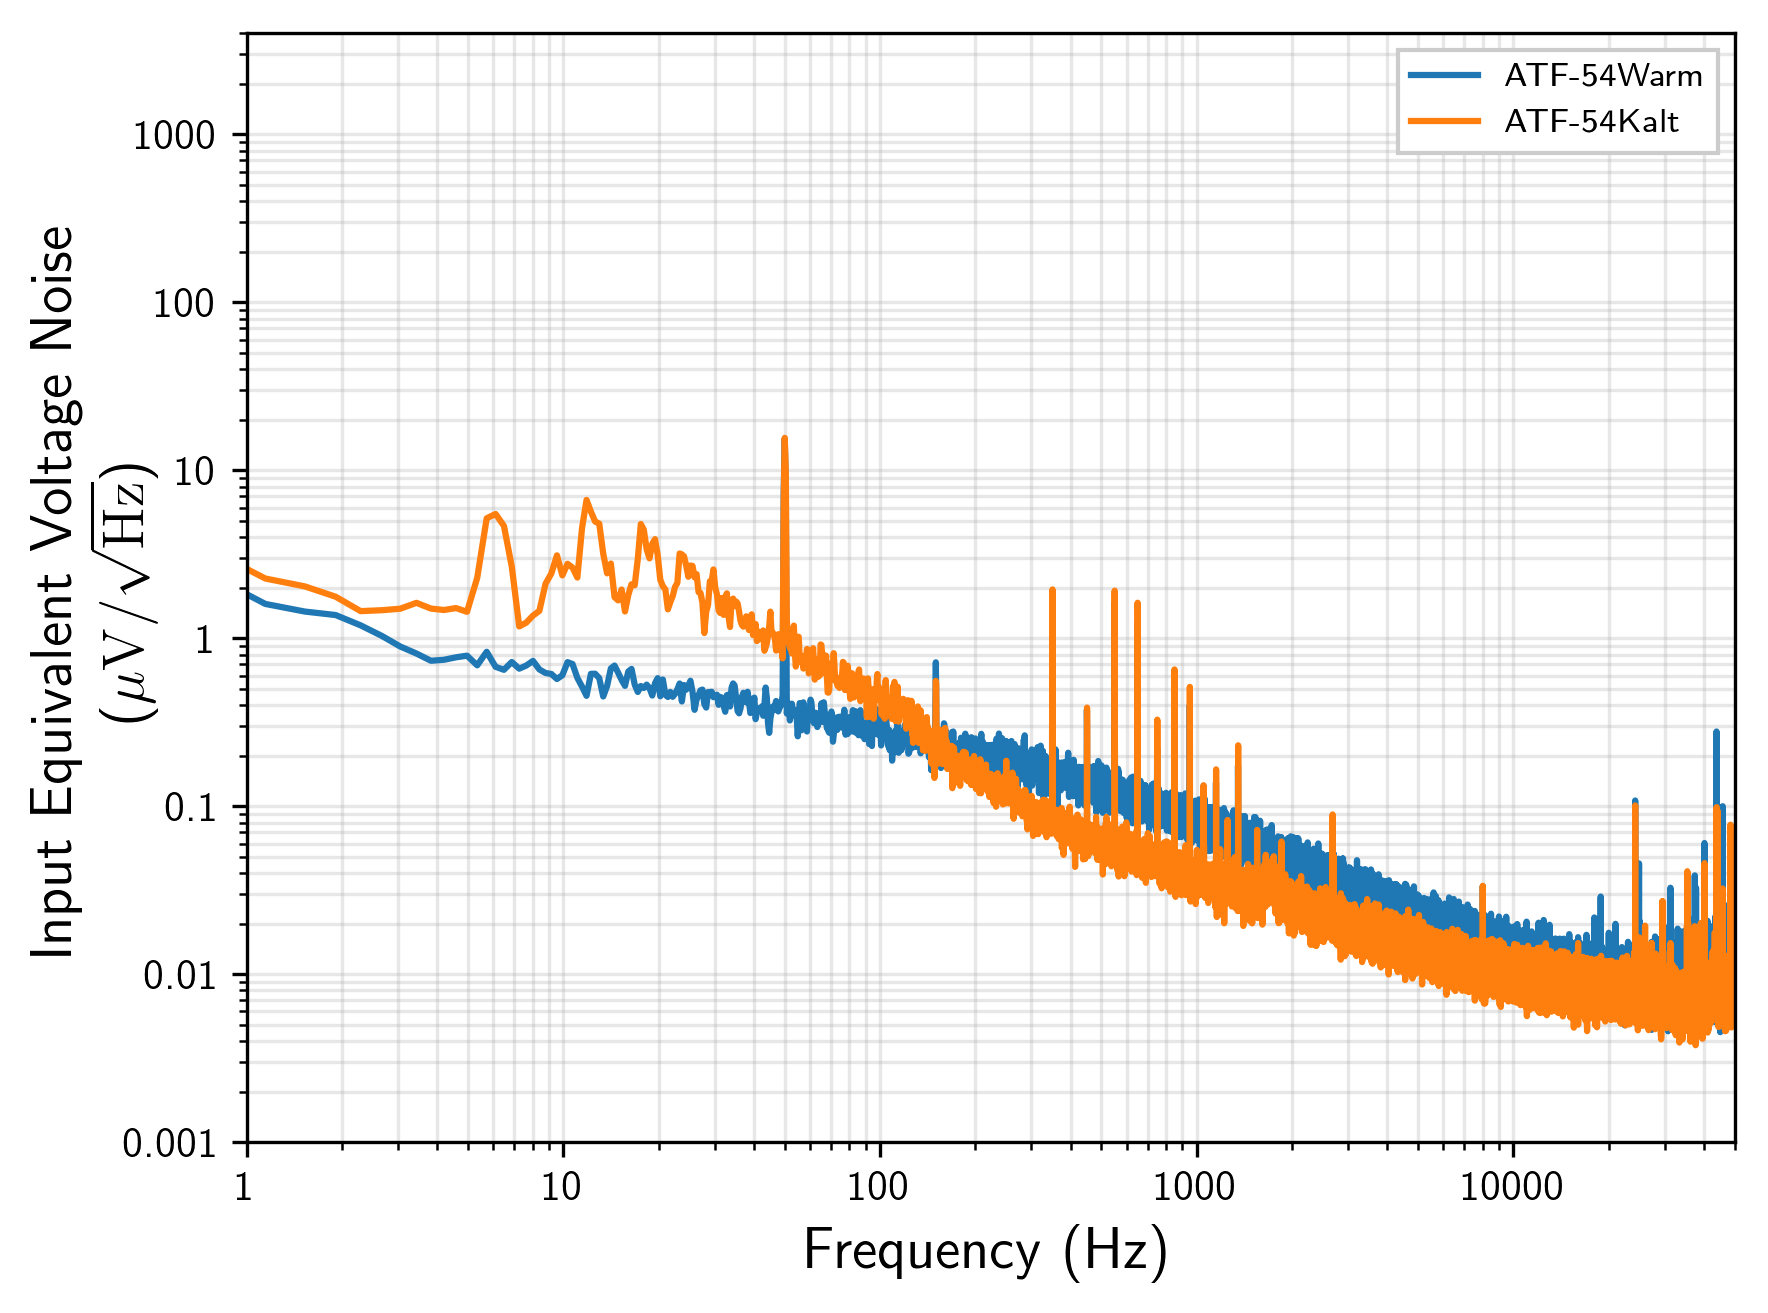 ATF-54Warm
ATF-54Kalt
Input Equivalent Voltage Noise
(μV/√Hz)
1000
100
10
1
0.1
0.01
0.001
1 10 100 1000 10000
Frequency (Hz)